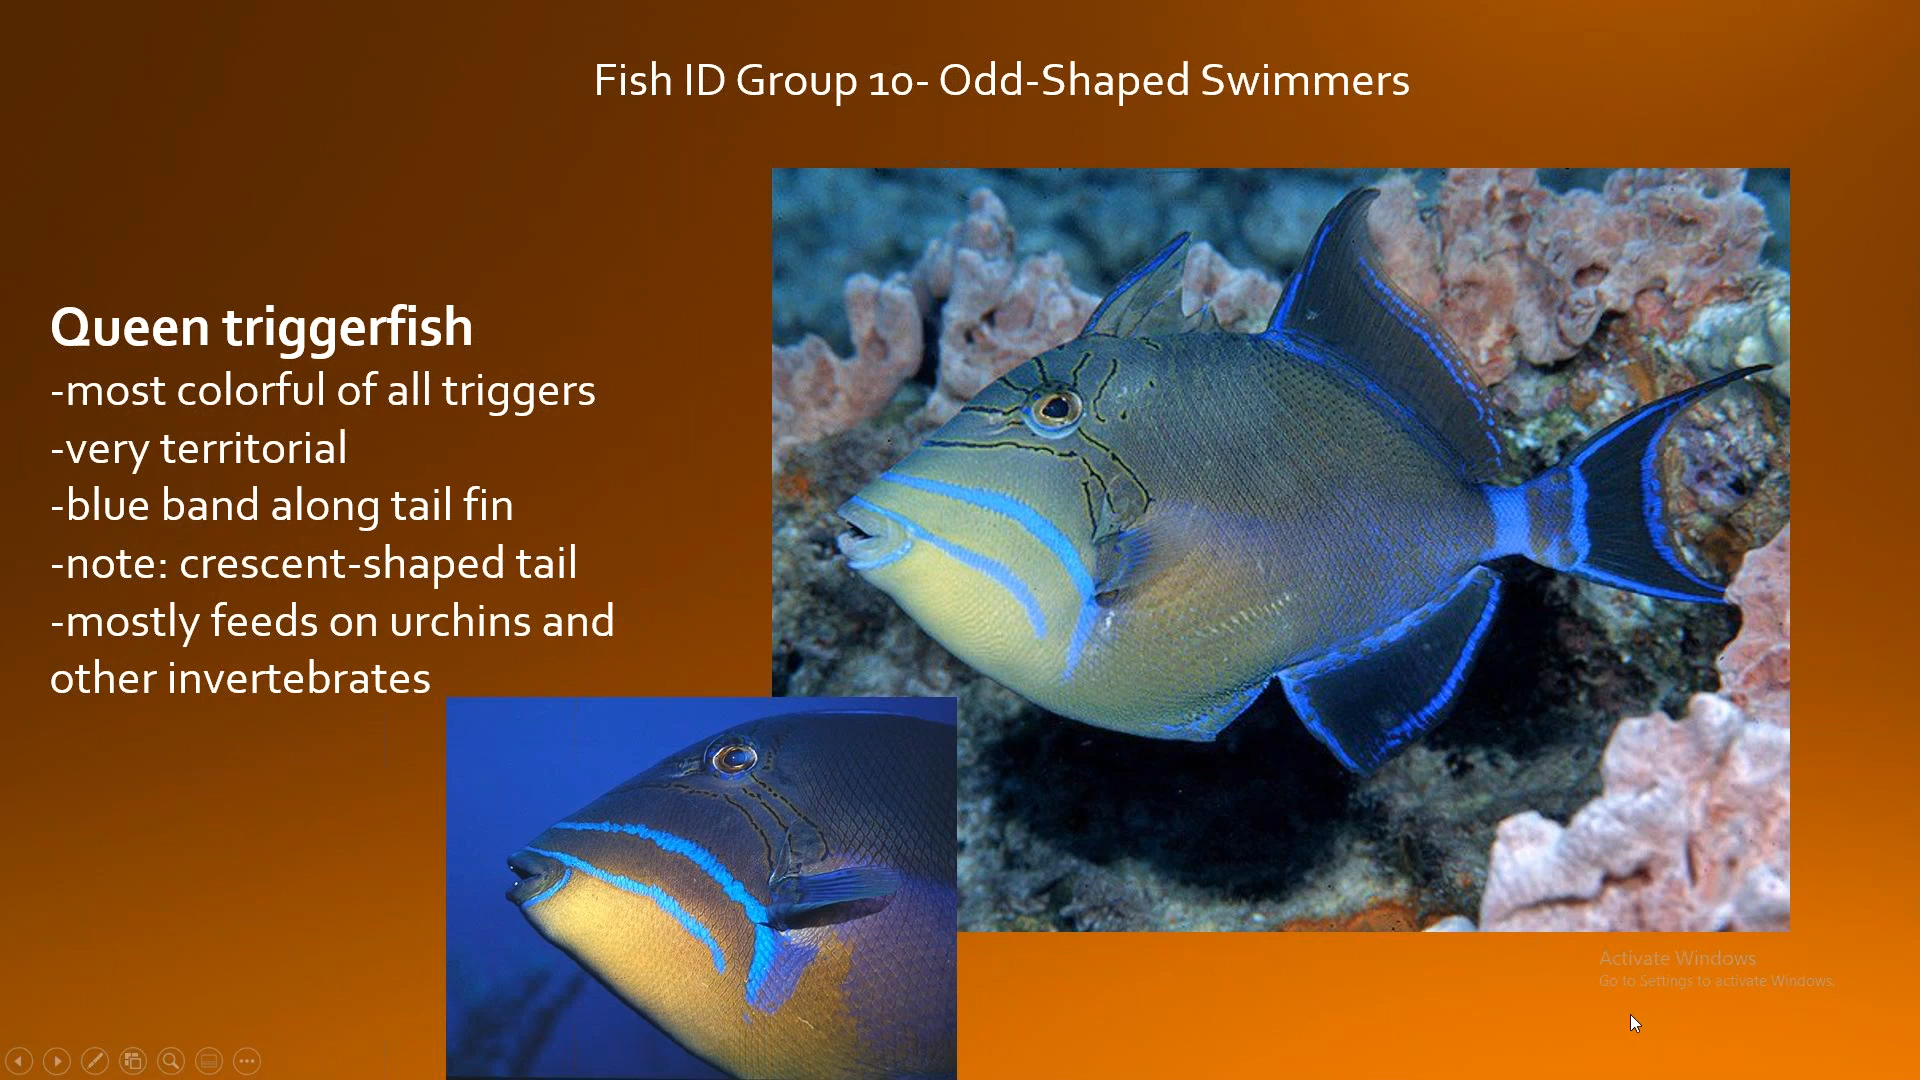 Fish ID Group 10- Odd-Shaped Swimmers
Queen triggerfish
-most colorful of all triggers
-very territorial
-blue band along tail fin
-note: crescent-shaped tail
-mostly feeds on urchins and
other invertebrates
Activate Windows
Go to Settings to activate Windows.